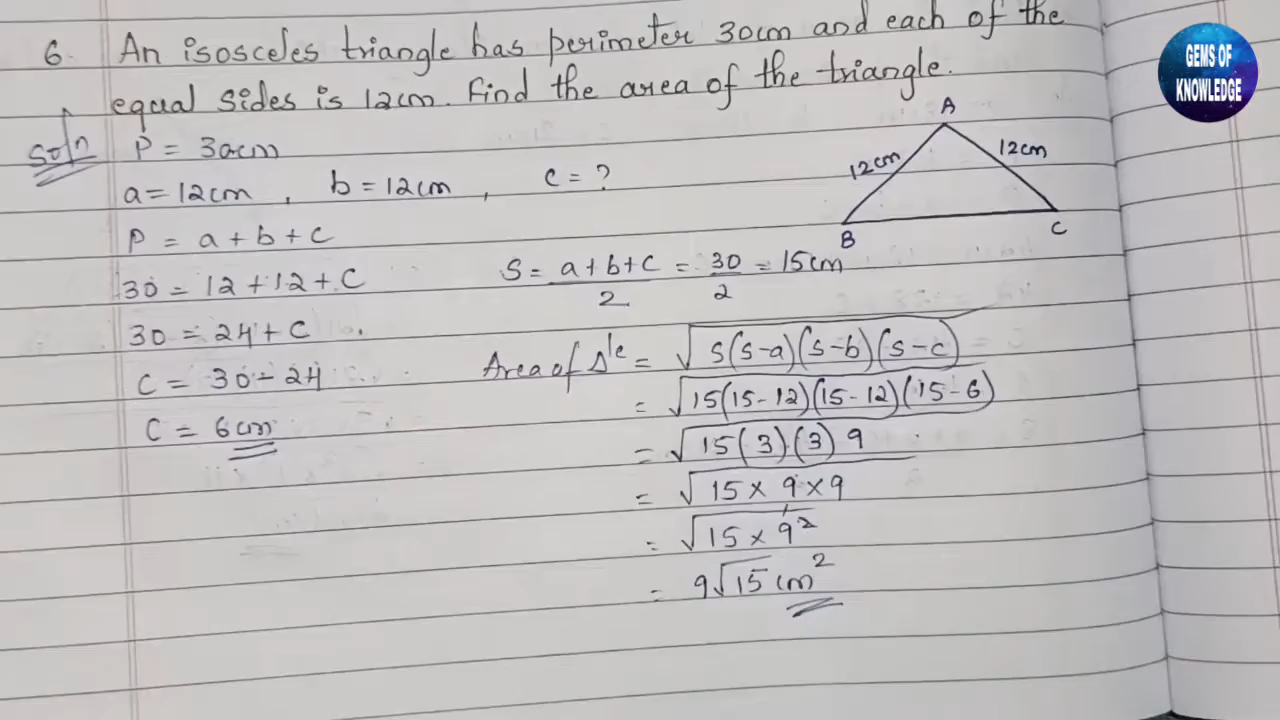 6. An isosceles triangle has perimeter 30cm and each of the
equal sides is 12cm. Find the area of the triangle.
GEMS OF
KNOWLEDGE
Soln
P = 30cm
a = 12cm , b = 12cm , c = ?
P = a + b + c
30 = 12 + 12 + C
30 = 24 + C
C = 30 - 24
C = 6cm
A
12cm
12cm
B
C
S = a + b + c / 2 = 30 / 2 = 15cm
Area of Δle = √s(s-a)(s-b)(s-c)
= √15(15-12)(15-12)(15-6)
= √15(3)(3)9
= √15 × 9 × 9
= √15 × 9²
= 9√15 cm²